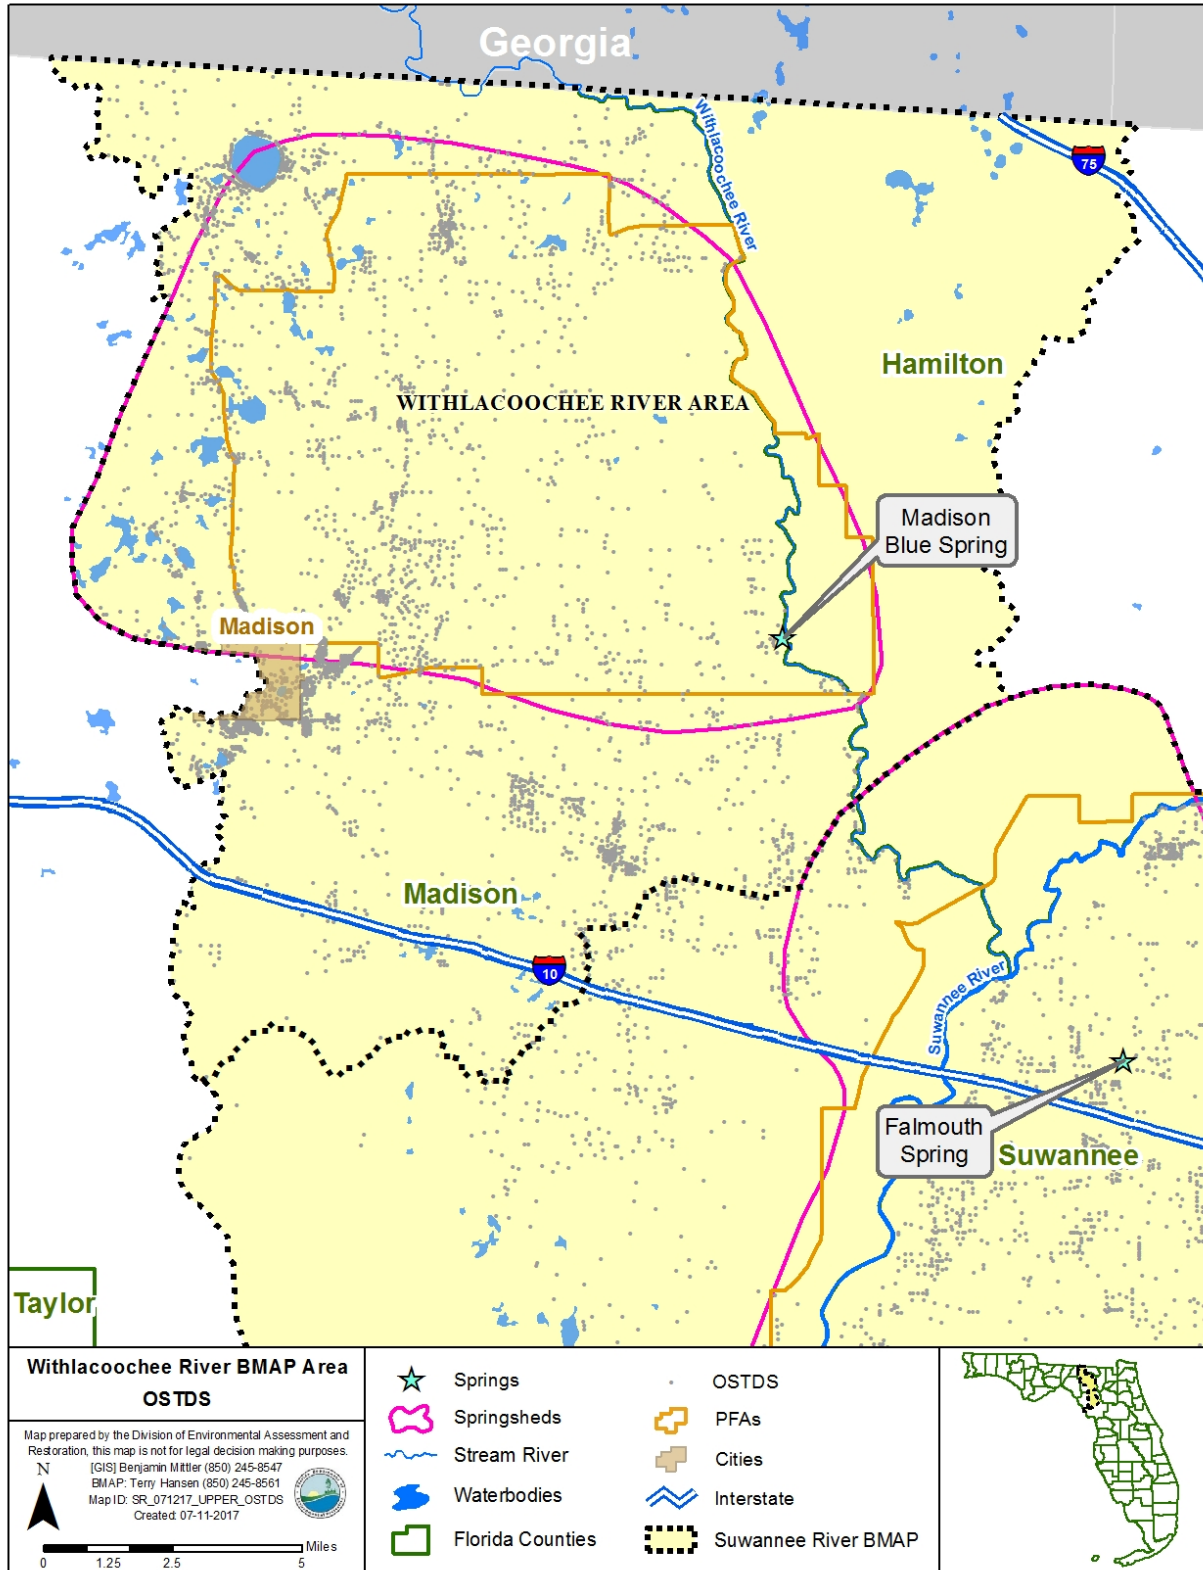 Georgia
Withlacoochee River
75
Hamilton
WITHLACOOCHEE RIVER AREA
Madison
Blue Spring
Madison
Madison
10
Suwannee River
Falmouth
Spring
Suwannee
Taylor
Withlacoochee River BMAP Area
OSTDS
Map prepared by the Division of Environmental Assessment and
Restoration, this map is not for legal decision making purposes.
[GIS] Benjamin Mittler (850) 245-8547
BMAP: Terry Hansen (850) 245-8561
Map ID: SR_071217_UPPER_OSTDS
Created: 07-11-2017
N
Miles
0 1.25 2.5 5
Springs
Springsheds
Stream River
Waterbodies
Florida Counties
OSTDS
PFAs
Cities
Interstate
Suwannee River BMAP